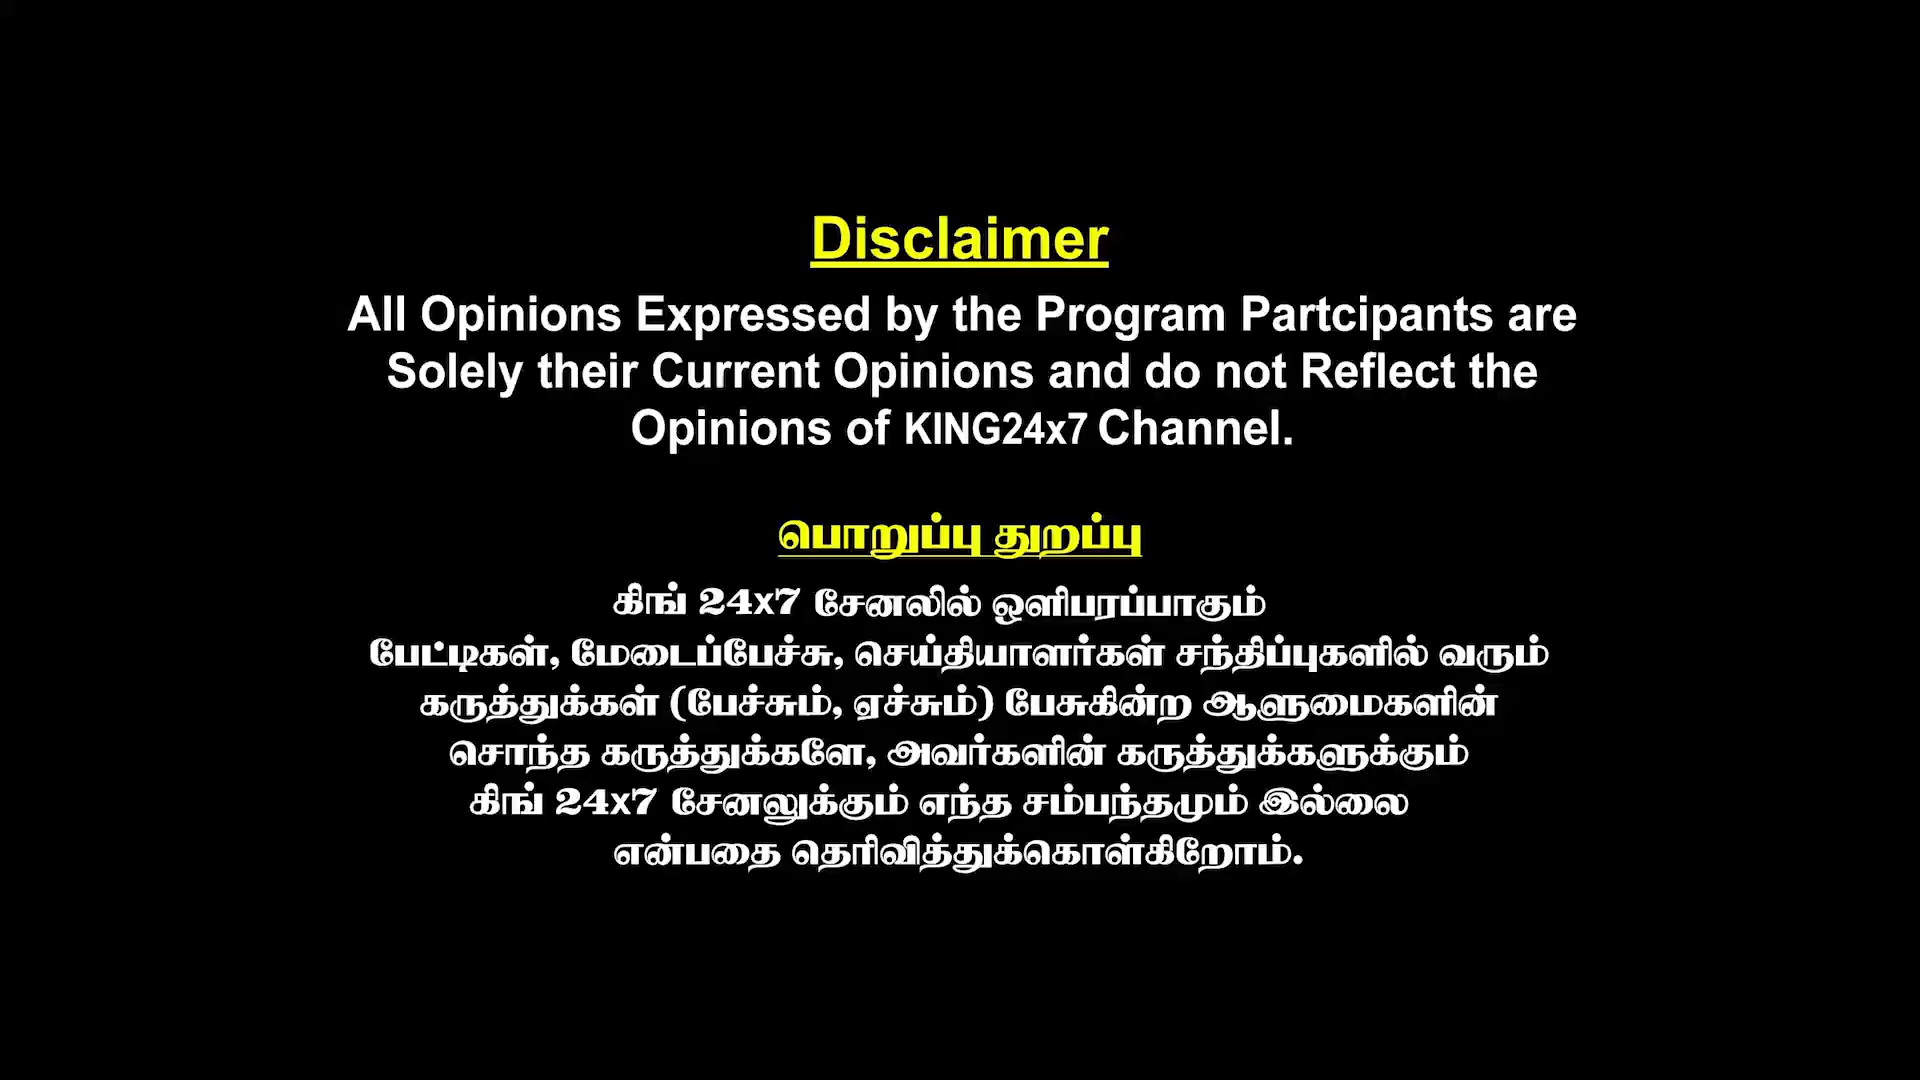 Disclaimer
All Opinions Expressed by the Program Partcipants are
Solely their Current Opinions and do not Reflect the
Opinions of KING24x7 Channel.
பொறுப்பு துறப்பு
கிங் 24x7 சேனலில் ஒளிபரப்பாகும்
பேட்டிகள், மேடைப்பேச்சு, செய்தியாளர்கள் சந்திப்புகளில் வரும்
கருத்துக்கள் (பேச்சும், ஏச்சும்) பேசுகின்ற ஆளுமைகளின்
சொந்த கருத்துக்களே, அவர்களின் கருத்துக்களுக்கும்
கிங் 24x7 சேனலுக்கும் எந்த சம்பந்தமும் இல்லை
என்பதை தெரிவித்துக்கொள்கிறோம்.